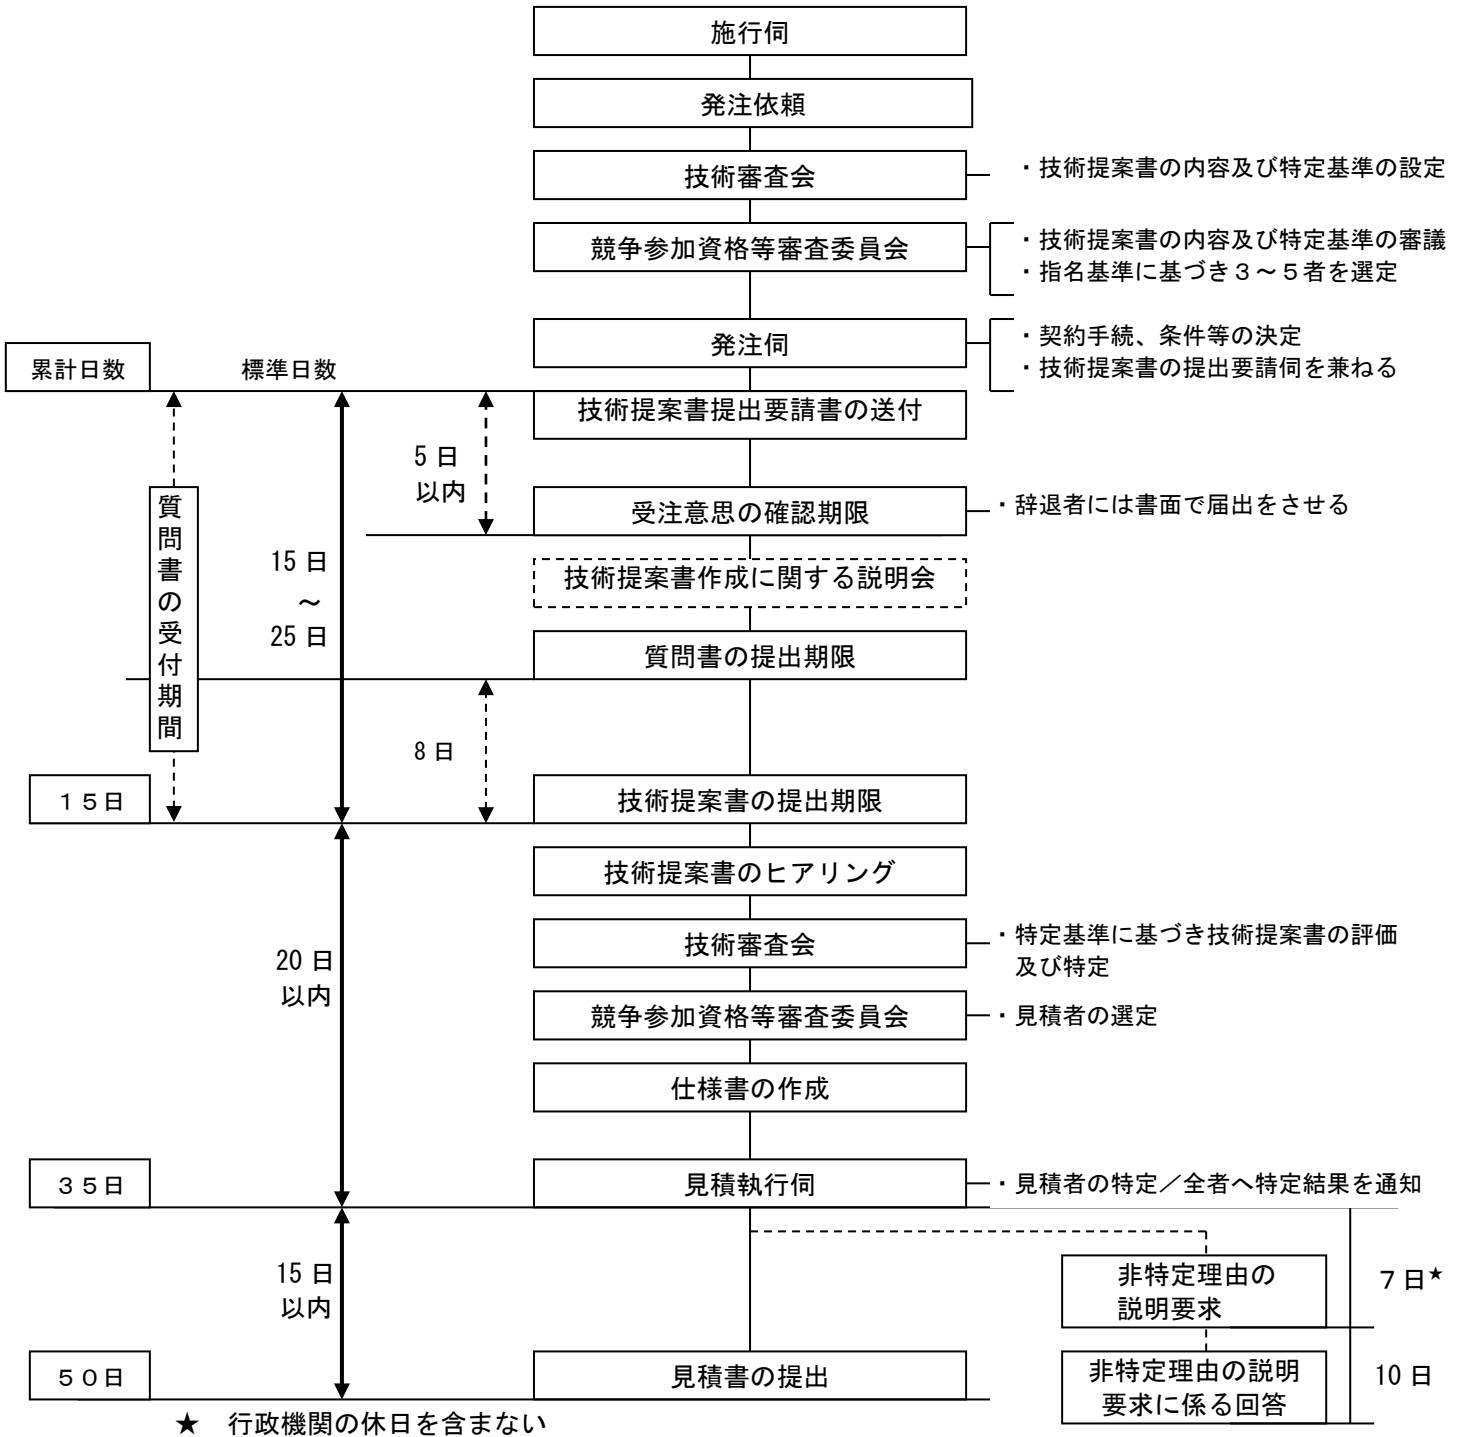 施行伺
発注依頼
技術審査会
・技術提案書の内容及び特定基準の設定
競争参加資格等審査委員会
・技術提案書の内容及び特定基準の審議
・指名基準に基づき３～５者を選定
発注伺
・契約手続、条件等の決定
・技術提案書の提出要請伺を兼ねる
累計日数
標準日数
技術提案書提出要請書の送付
5 日
以内
質問書の受付期間
受注意思の確認期限
・辞退者には書面で届出をさせる
15 日
～
25 日
技術提案書作成に関する説明会
質問書の提出期限
8 日
１５日
技術提案書の提出期限
技術提案書のヒアリング
20 日
以内
技術審査会
・特定基準に基づき技術提案書の評価
及び特定
競争参加資格等審査委員会
・見積者の選定
仕様書の作成
３５日
見積執行伺
・見積者の特定／全者へ特定結果を通知
15 日
以内
非特定理由の
説明要求
７日★
５０日
見積書の提出
非特定理由の説明
要求に係る回答
10 日
★　行政機関の休日を含まない